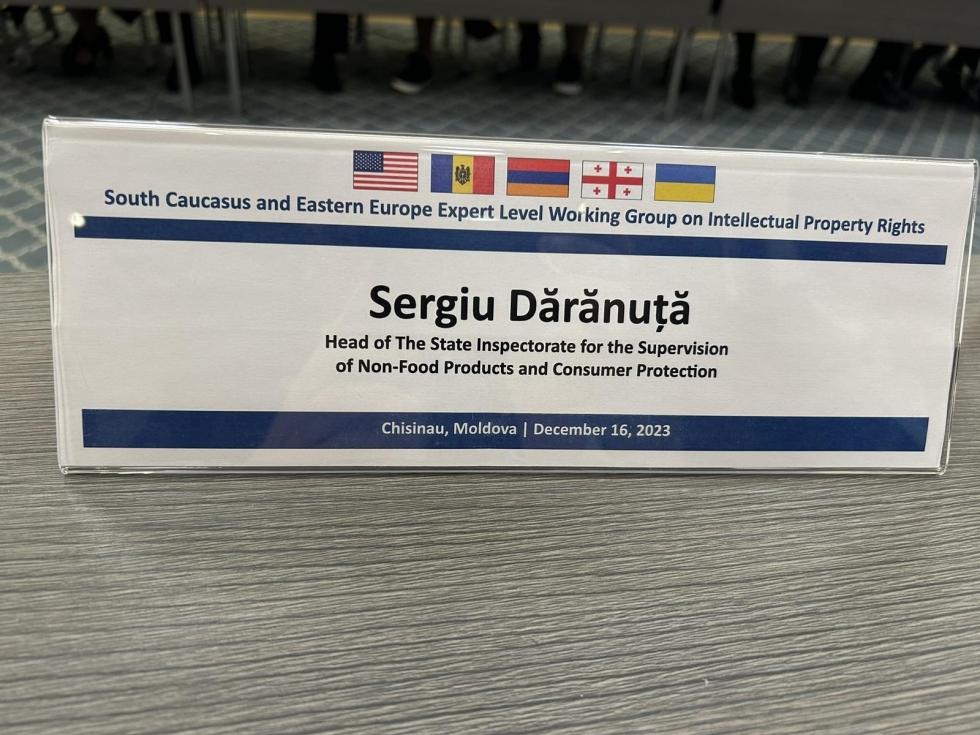 South Caucasus and Eastern Europe Expert Level Working Group on Intellectual Property Rights
Sergiu Dărănuță
Head of The State Inspectorate for the Supervision
of Non-Food Products and Consumer Protection
Chisinau, Moldova | December 16, 2023